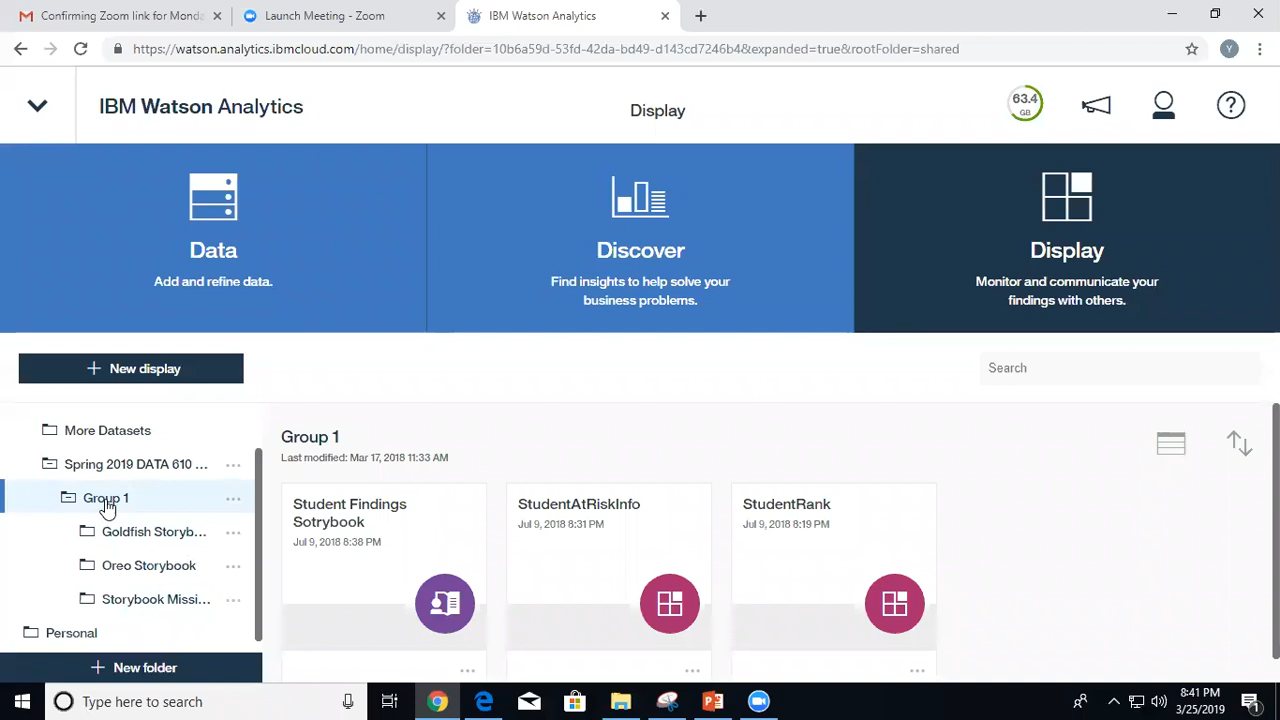 Confirming Zoom link for Monda
Launch Meeting - Zoom
IBM Watson Analytics
https://watson.analytics.ibmcloud.com/home/display/?folder=10b6a59d-53fd-42da-bd49-d143cd7246b4&expanded=true&rootFolder=shared
Y
IBM Watson Analytics
Display
63.4
GB
Data
Add and refine data.
Discover
Find insights to help solve your
business problems.
Display
Monitor and communicate your
findings with others.
New display
Search
More Datasets
Spring 2019 DATA 610 ...
Group 1
Goldfish Storyb...
Oreo Storybook
Storybook Missi...
Personal
New folder
Group 1
Last modified: Mar 17, 2018 11:33 AM
Student Findings
Sotrybook
Jul 9, 2018 8:38 PM
StudentAtRiskInfo
Jul 9, 2018 8:31 PM
StudentRank
Jul 9, 2018 8:19 PM
Type here to search
8:41 PM
3/25/2019
1